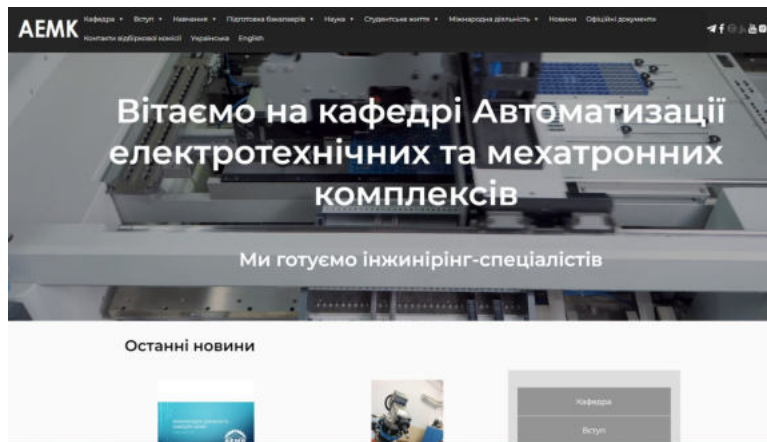 АЕМК
Кафедра Вступ Навчання Підготовка бакалаврів Наука Студентське життя Міжнародна діяльність Новини Офіційні документи
Контакти відбіркової комісії Українська English
Вітаємо на кафедрі Автоматизації
електротехнічних та мехатронних
комплексів
Ми готуємо інжинірінг-спеціалістів
Останні новини
Кафедра
Вступ
АЕМК